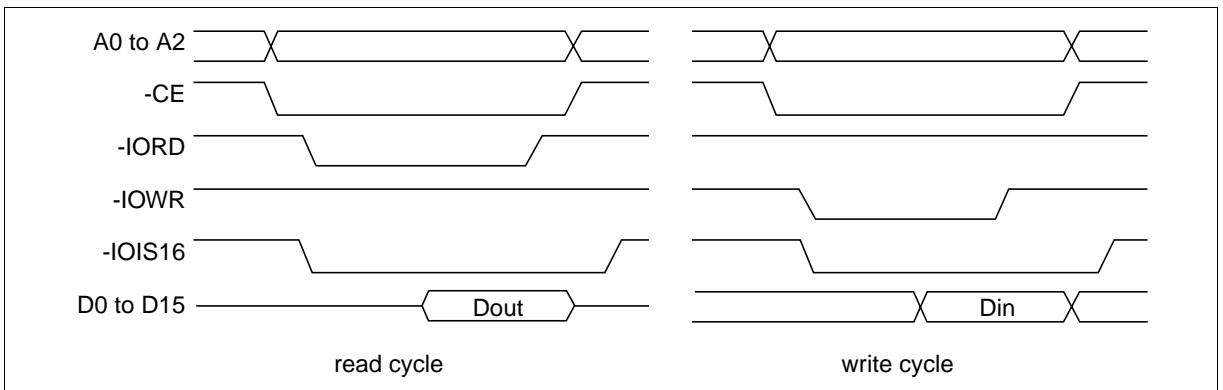 A0 to A2
-CE
-IORD
-IOWR
-IOIS16
D0 to D15 Dout Din
read cycle write cycle